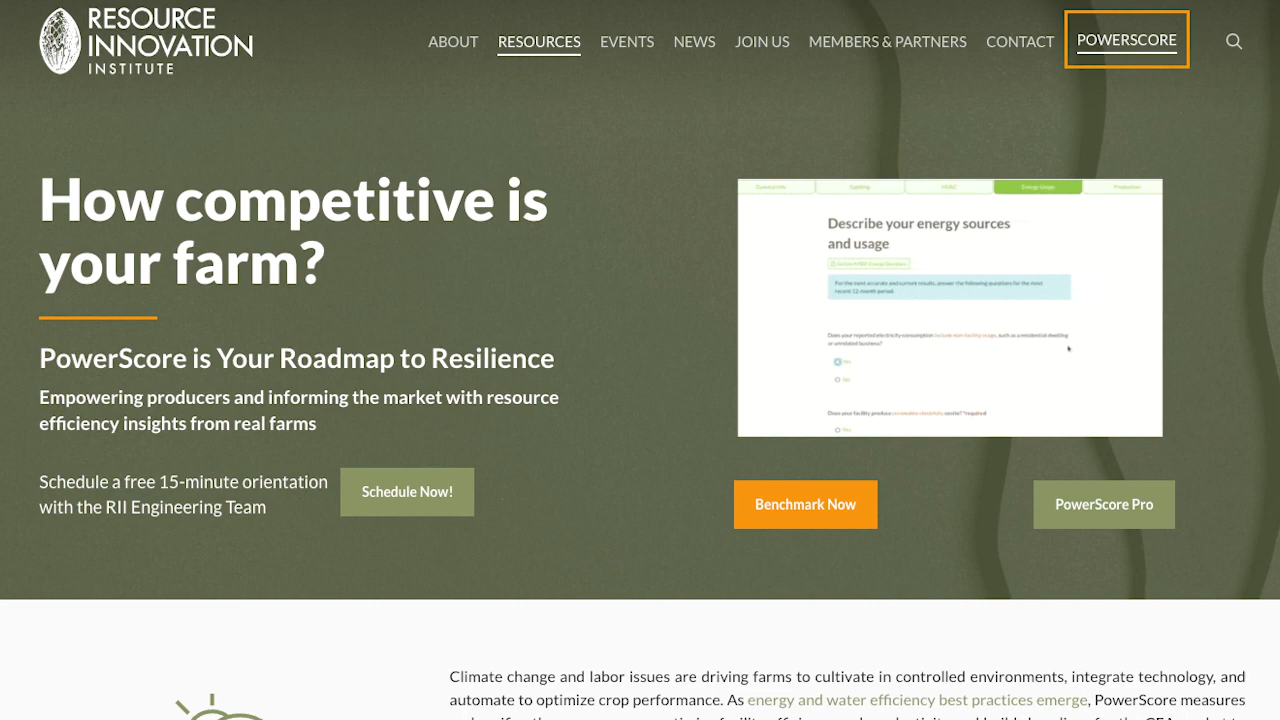 RESOURCE
INNOVATION
INSTITUTE
ABOUT RESOURCES EVENTS NEWS JOIN US MEMBERS & PARTNERS CONTACT POWERSCORE
How competitive is
your farm?
PowerScore is Your Roadmap to Resilience
Empowering producers and informing the market with resource
efficiency insights from real farms
Schedule a free 15-minute orientation
with the RII Engineering Team
Schedule Now!
Lighting HVAC Energy Usage Production
Describe your energy sources
and usage
For the most accurate and current results, answer the following questions for the most
recent 12-month period.
Does your reported electricity consumption include non-facility usage, such as a residential dwelling
or unrelated business?
Yes
No
Does your facility produce onsite? *required
Yes
Benchmark Now
PowerScore Pro
Climate change and labor issues are driving farms to cultivate in controlled environments, integrate technology, and
automate to optimize crop performance. As energy and water efficiency best practices emerge, PowerScore measures